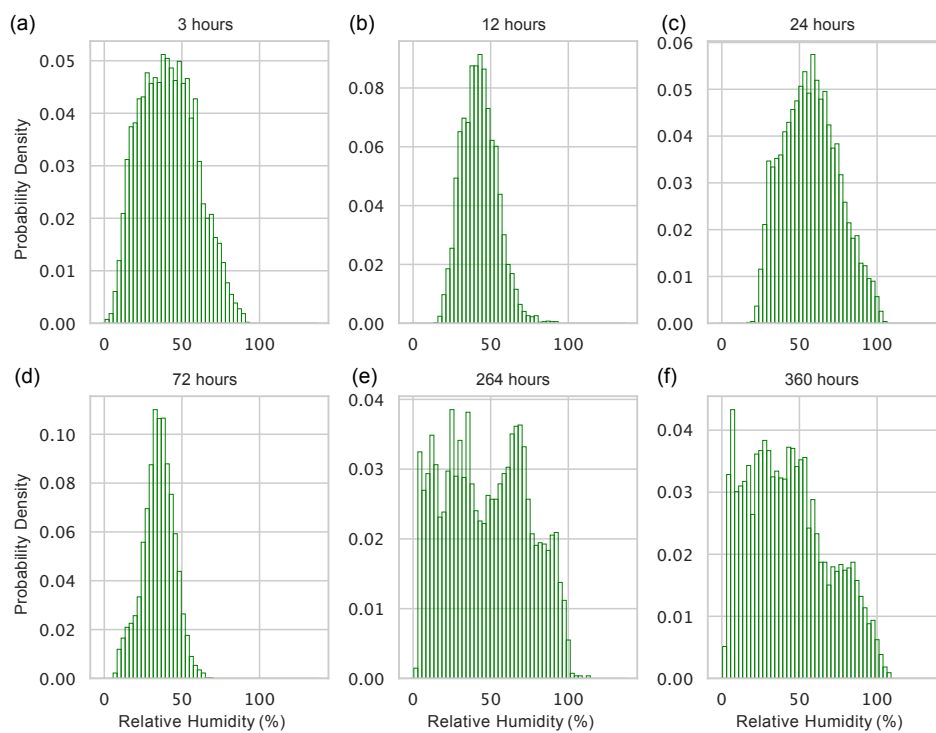 (a) 3 hours
(b) 12 hours
(c) 24 hours
Probability Density
0.05
0.04
0.03
0.02
0.01
0.00
0 50 100
0.08
0.06
0.04
0.02
0.00
0 50 100
0.06
0.05
0.04
0.03
0.02
0.01
0.00
0 50 100
(d) 72 hours
(e) 264 hours
(f) 360 hours
Probability Density
0.10
0.08
0.06
0.04
0.02
0.00
0 50 100
Relative Humidity (%)
0.04
0.03
0.02
0.01
0.00
0 50 100
Relative Humidity (%)
0.04
0.03
0.02
0.01
0.00
0 50 100
Relative Humidity (%)